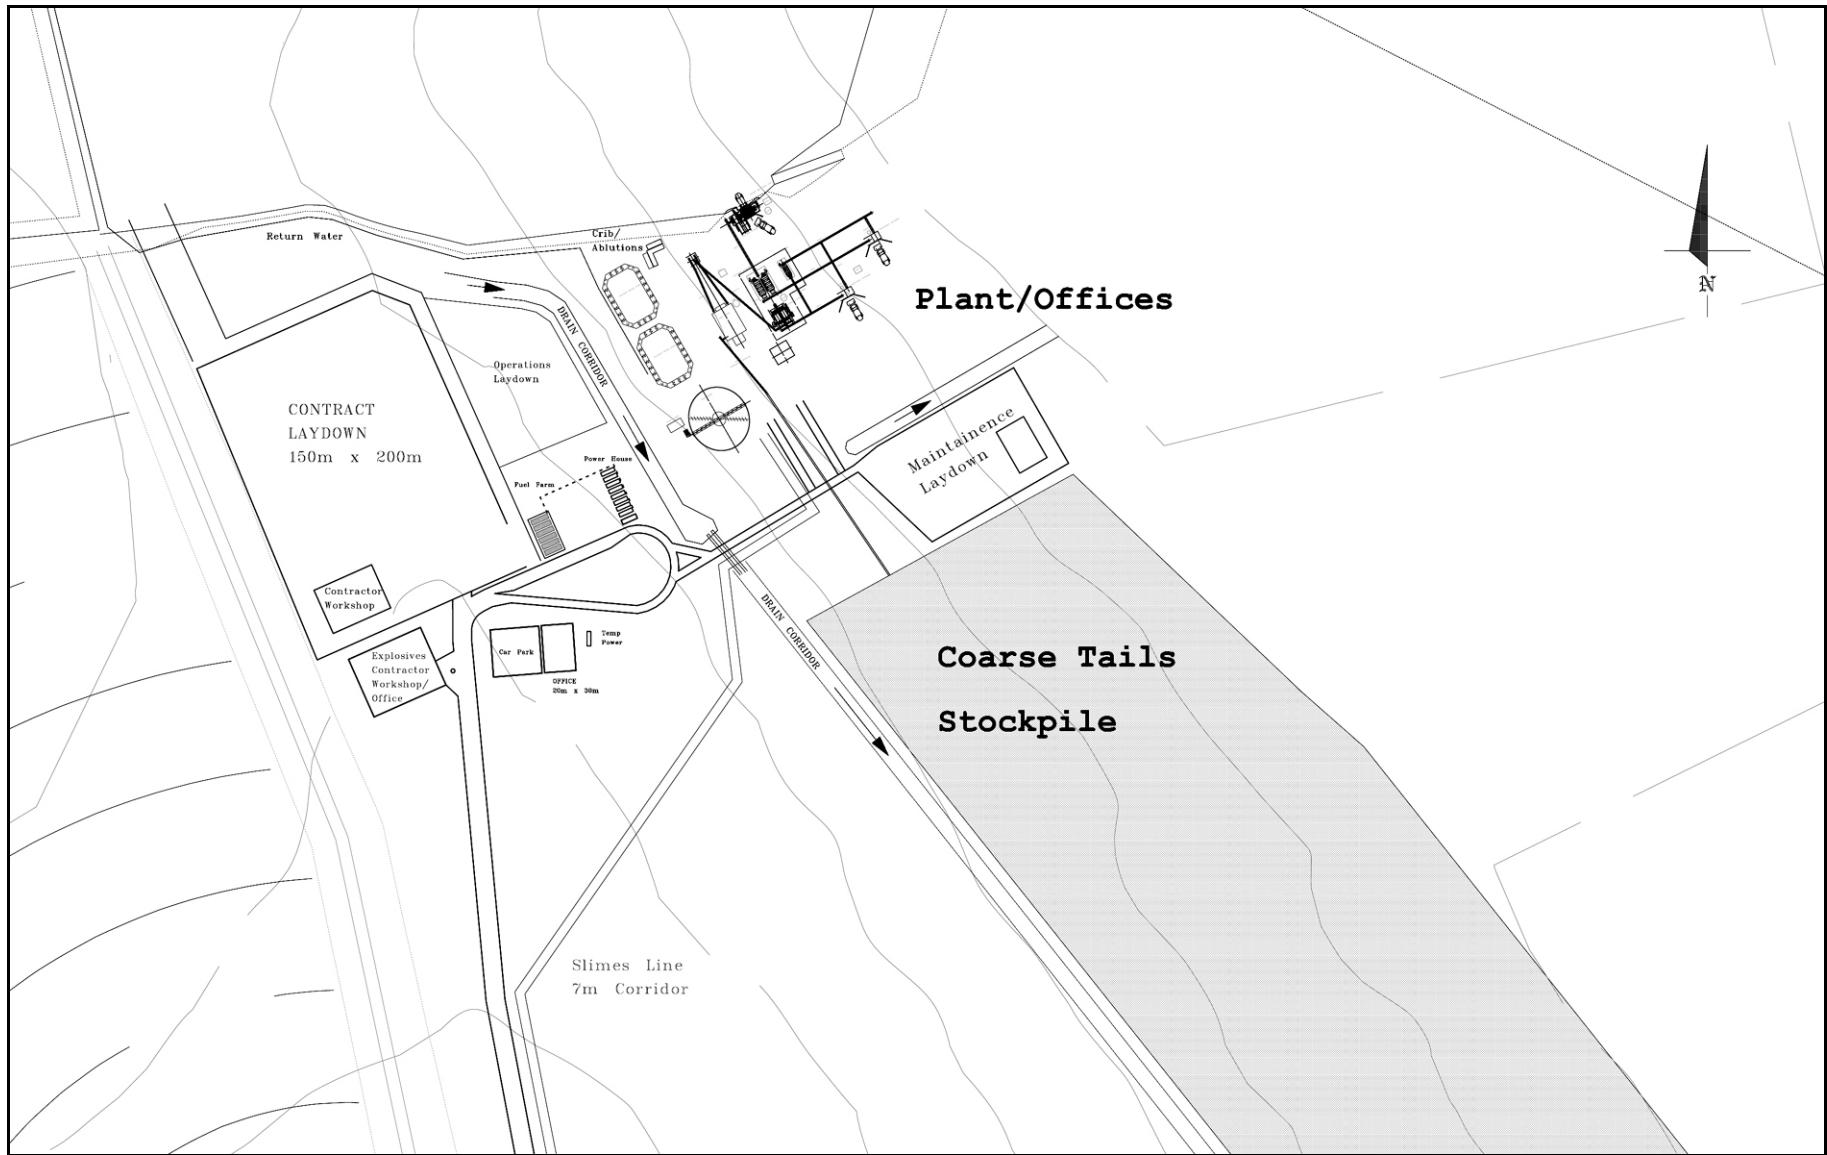 Return Water
Crib/
Ablutions
Plant/Offices
N
DRAIN CORRIDOR
Operations
Laydown
CONTRACT
LAYDOWN
150m x 200m
Maintainence
Laydown
Power House
Fuel Farm
Contractor
Workshop
Explosives
Contractor
Workshop/
Office
Car Park
OFFICE
20m x 30m
Temp
Power
DRAIN CORRIDOR
Coarse Tails
Stockpile
Slimes Line
7m Corridor